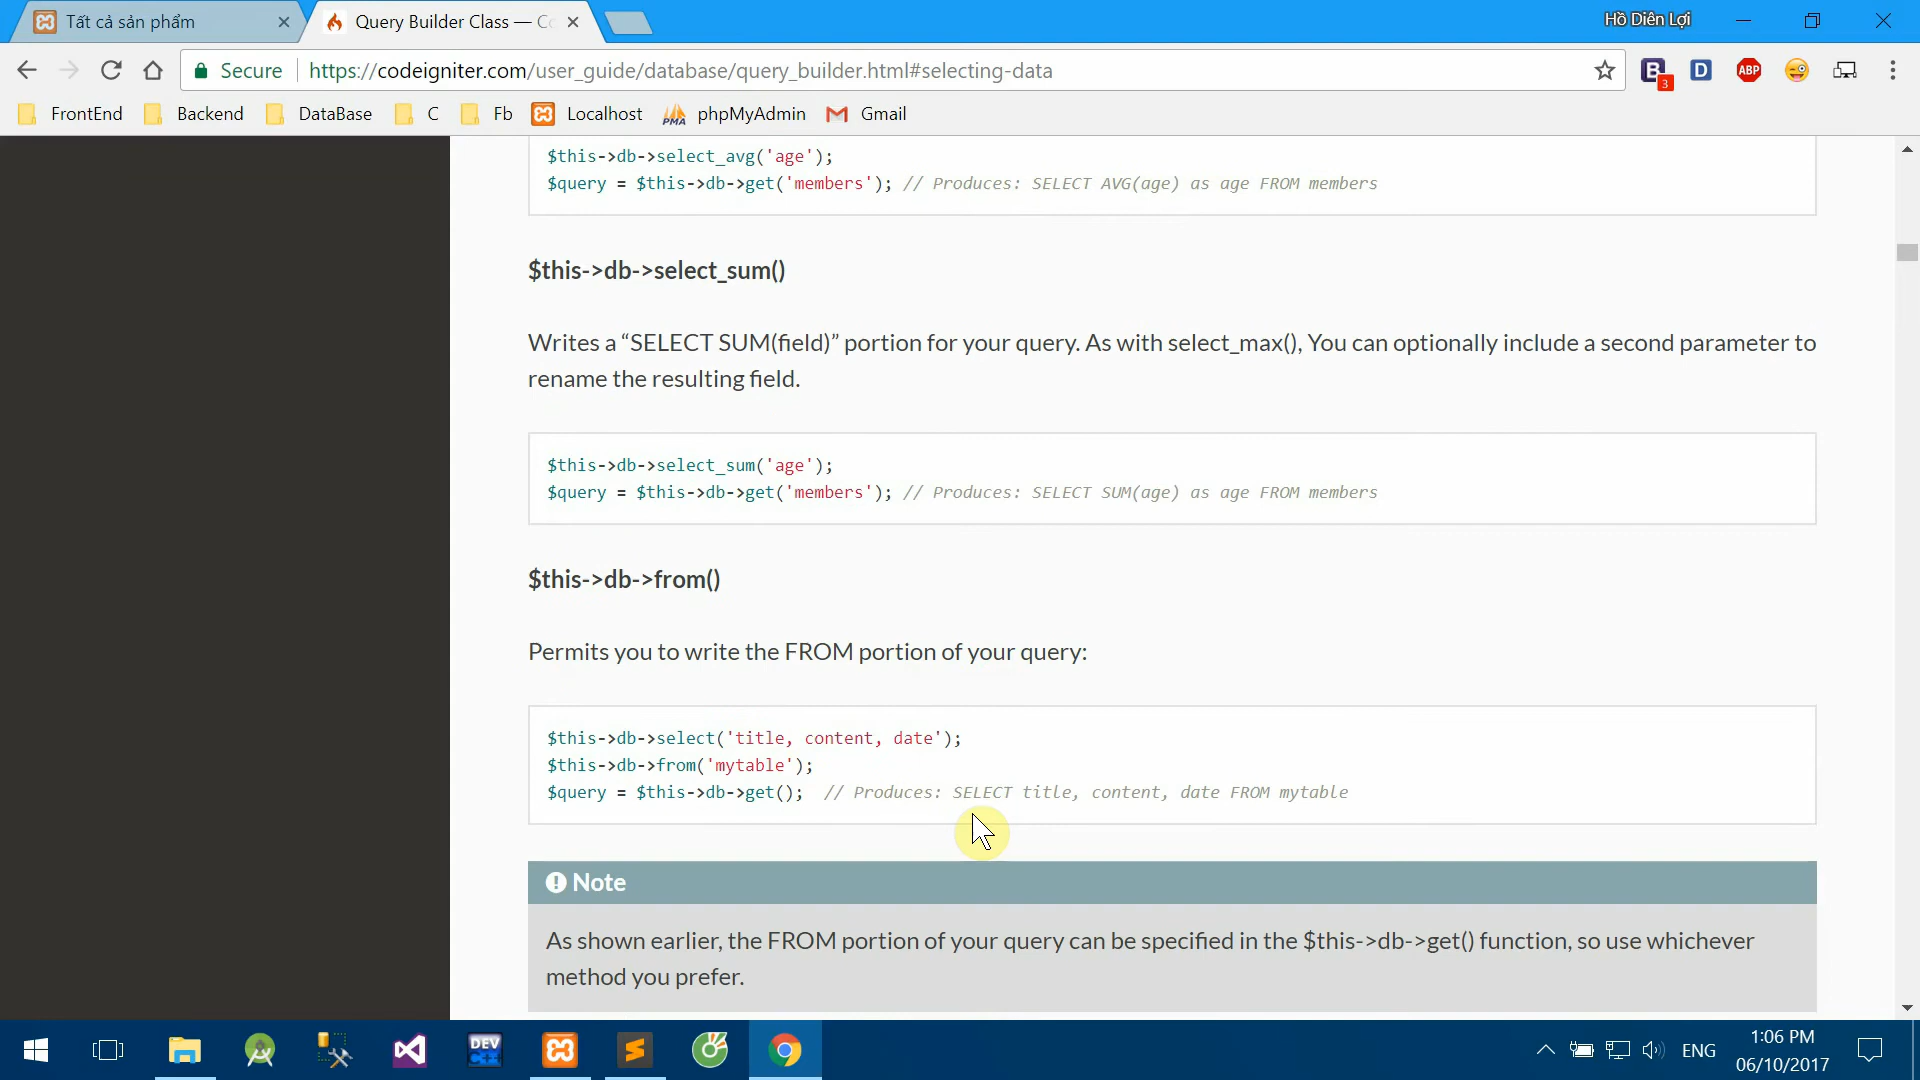 Tất cả sản phẩm
Query Builder Class — Co
Hồ Diên Lợi
Secure
https://codeigniter.com/user_guide/database/query_builder.html#selecting-data
B
3
D
ABP
FrontEnd
Backend
DataBase
C
Fb
Localhost
PMA
phpMyAdmin
Gmail
$this->db->select_avg('age');
$query = $this->db->get('members'); // Produces: SELECT AVG(age) as age FROM members
$this->db->select_sum()
Writes a “SELECT SUM(field)” portion for your query. As with select_max(), You can optionally include a second parameter to
rename the resulting field.
$this->db->select_sum('age');
$query = $this->db->get('members'); // Produces: SELECT SUM(age) as age FROM members
$this->db->from()
Permits you to write the FROM portion of your query:
$this->db->select('title, content, date');
$this->db->from('mytable');
$query = $this->db->get();  // Produces: SELECT title, content, date FROM mytable
Note
As shown earlier, the FROM portion of your query can be specified in the $this->db->get() function, so use whichever
method you prefer.
DEV
C++
ENG
1:06 PM
06/10/2017